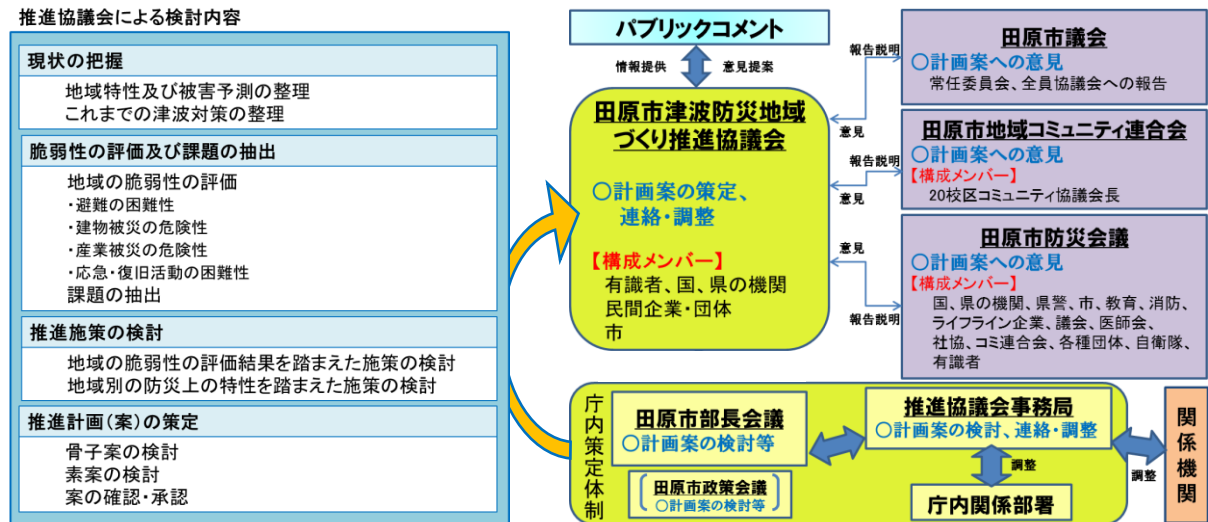 推進協議会による検討内容
現状の把握
地域特性及び被害予測の整理
これまでの津波対策の整理
脆弱性の評価及び課題の抽出
地域の脆弱性の評価
・避難の困難性
・建物被災の危険性
・産業被災の危険性
・応急・復旧活動の困難性
課題の抽出
推進施策の検討
地域の脆弱性の評価結果を踏まえた施策の検討
地域別の防災上の特性を踏まえた施策の検討
推進計画(案)の策定
骨子案の検討
素案の検討
案の確認・承認
パブリックコメント
情報提供
意見提案
田原市津波防災地域
づくり推進協議会
〇計画案の策定、
連絡・調整
【構成メンバー】
有識者、国、県の機関
民間企業・団体
市
報告説明
意見
報告説明
意見
意見
報告説明
田原市議会
〇計画案への意見
常任委員会、全員協議会への報告
田原市地域コミュニティ連合会
〇計画案への意見
【構成メンバー】
20校区コミュニティ協議会長
田原市防災会議
〇計画案への意見
【構成メンバー】
国、県の機関、県警、市、教育、消防、
ライフライン企業、議会、医師会、
社協、コミ連合会、各種団体、自衛隊、
有識者
庁内策定体制
田原市部長会議
〇計画案の検討等
田原市政策会議
〇計画案の検討等
推進協議会事務局
〇計画案の検討、連絡・調整
調整
庁内関係部署
調整
関係機関